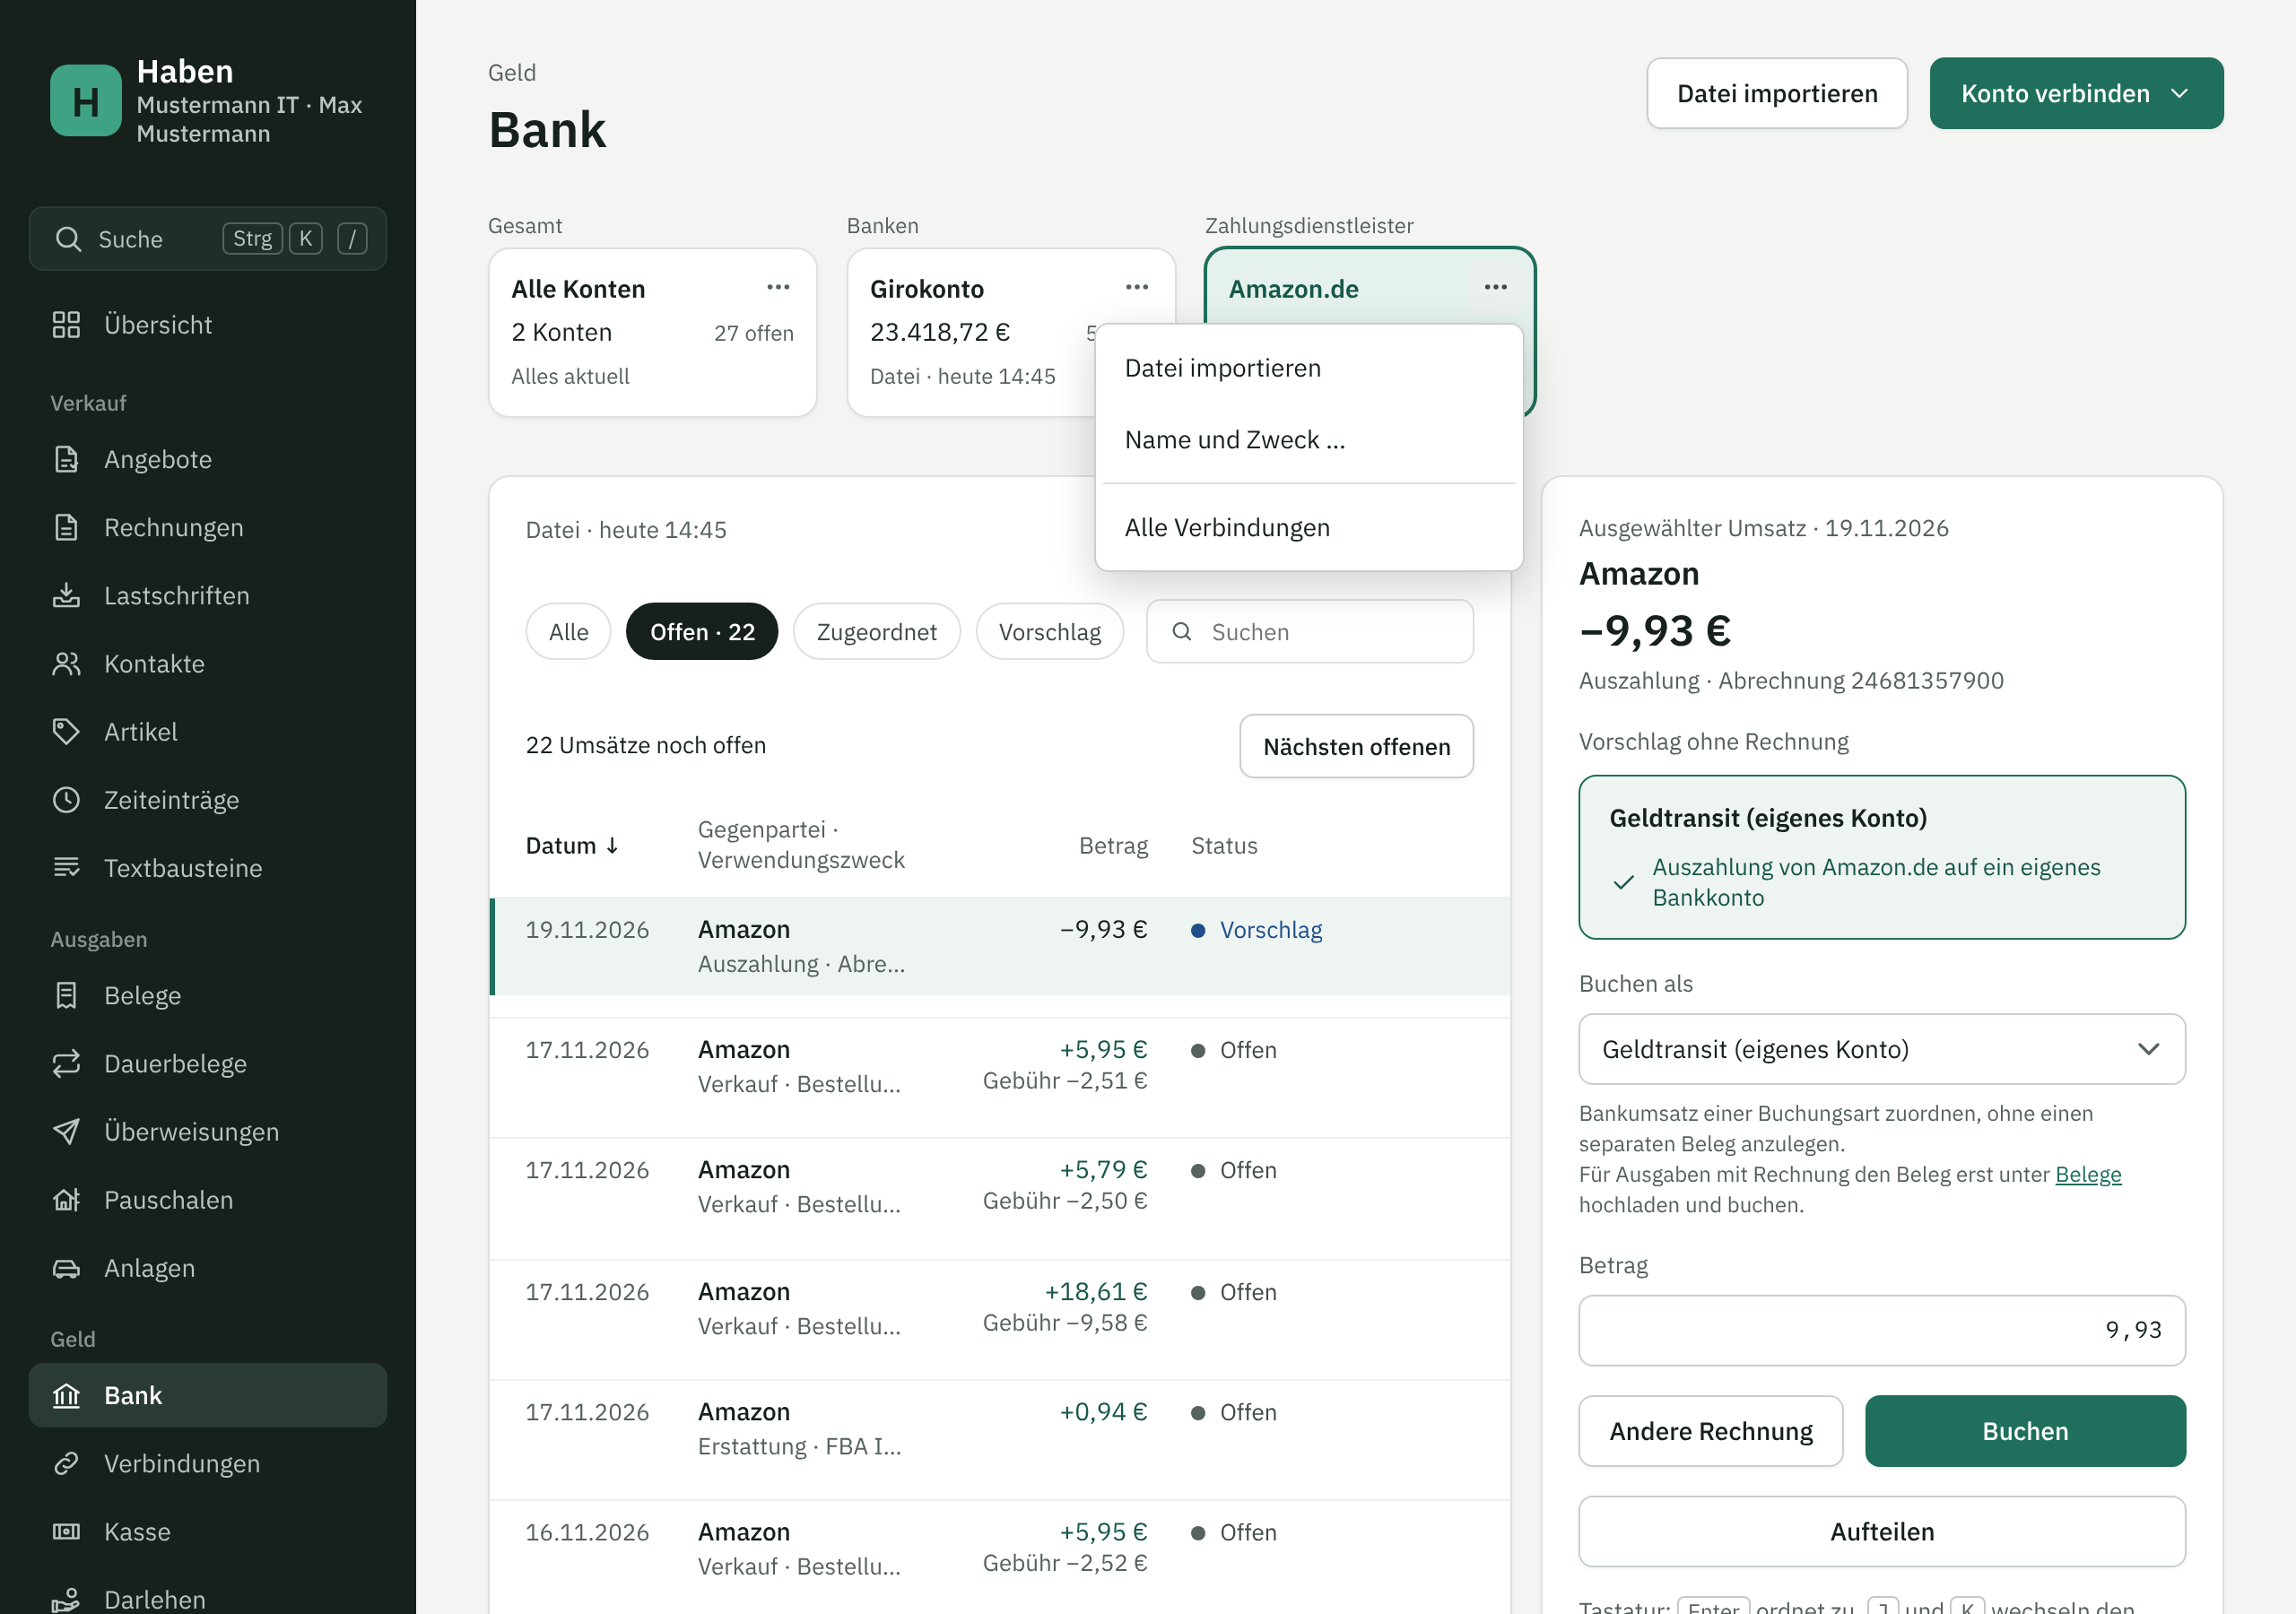 H
Haben
Mustermann IT · Max
Mustermann
Suche Strg K /
Übersicht
Verkauf
Angebote
Rechnungen
Lastschriften
Kontakte
Artikel
Zeiteinträge
Textbausteine
Ausgaben
Belege
Dauerbelege
Überweisungen
Pauschalen
Anlagen
Geld
Bank
Verbindungen
Kasse
Darlehen
Geld
Bank
Datei importieren
Konto verbinden
Gesamt
Alle Konten
2 Konten 27 offen
Alles aktuell
Banken
Girokonto
23.418,72 €
Datei · heute 14:45
Zahlungsdienstleister
Amazon.de
Datei importieren
Name und Zweck ...
Alle Verbindungen
Datei · heute 14:45
Alle
Offen · 22
Zugeordnet
Vorschlag
Suchen
22 Umsätze noch offen
Nächsten offenen
Datum ↓
Gegenpartei ·
Verwendungszweck
Betrag
Status
19.11.2026 Amazon −9,93 € Vorschlag
Auszahlung · Abre...
17.11.2026 Amazon +5,95 € Offen
Verkauf · Bestellu... Gebühr −2,51 €
17.11.2026 Amazon +5,79 € Offen
Verkauf · Bestellu... Gebühr −2,50 €
17.11.2026 Amazon +18,61 € Offen
Verkauf · Bestellu... Gebühr −9,58 €
17.11.2026 Amazon +0,94 € Offen
Erstattung · FBA I...
16.11.2026 Amazon +5,95 € Offen
Verkauf · Bestellu... Gebühr −2,52 €
Ausgewählter Umsatz · 19.11.2026
Amazon
−9,93 €
Auszahlung · Abrechnung 24681357900
Vorschlag ohne Rechnung
Geldtransit (eigenes Konto)
Auszahlung von Amazon.de auf ein eigenes
Bankkonto
Buchen als
Geldtransit (eigenes Konto)
Bankumsatz einer Buchungsart zuordnen, ohne einen
separaten Beleg anzulegen.
Für Ausgaben mit Rechnung den Beleg erst unter Belege
hochladen und buchen.
Betrag
9,93
Andere Rechnung
Buchen
Aufteilen
Tastatur: Enter ordnet zu, J und K wechseln den